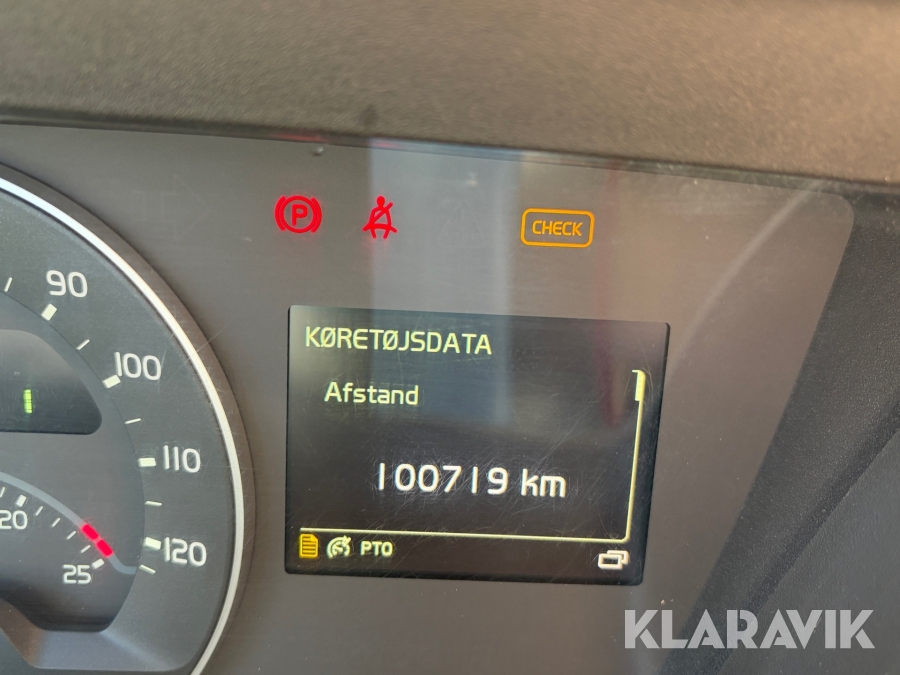 P
CHECK
90
100
110
120
20
25
KØRETØJSDATA
Afstand
100719 km
PTO
KLARAVIK